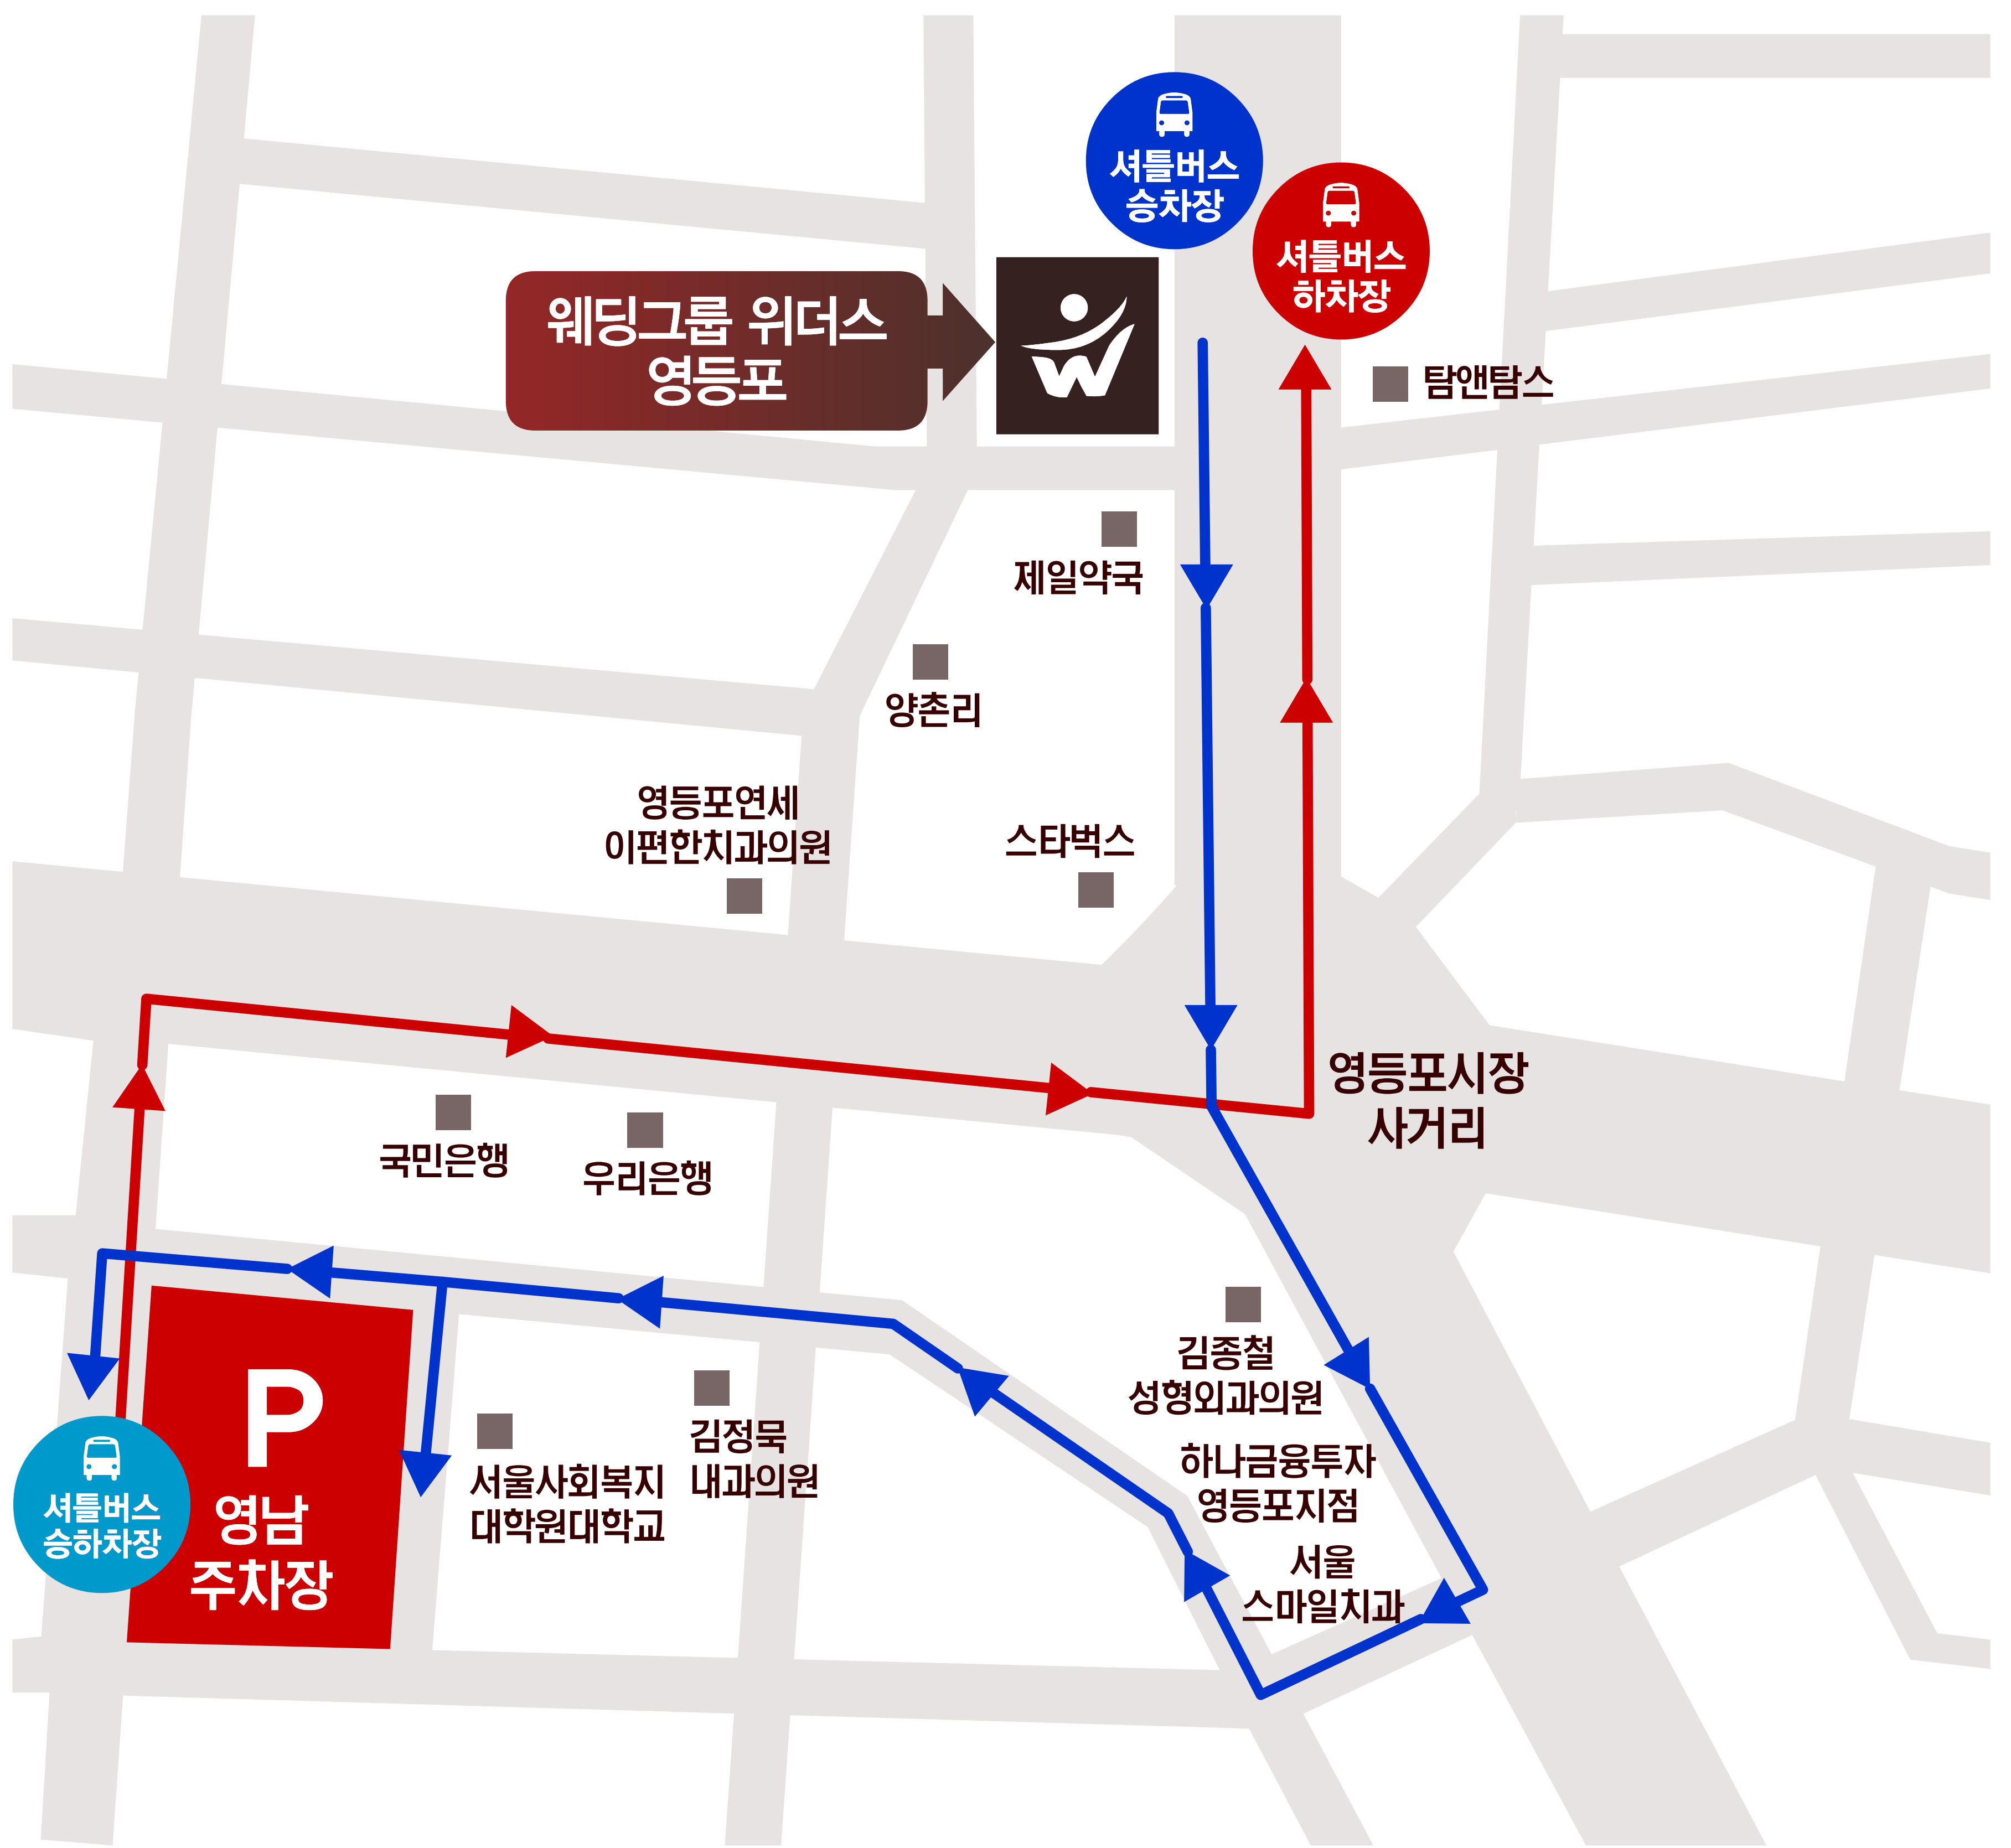 셔틀버스
승차장
셔틀버스
하차장
웨딩그룹 위더스
영등포
탐앤탐스
제일약국
양촌리
영등포연세
이편한치과의원
스타벅스
영등포시장
사거리
국민은행
우리은행
김종철
성형외과의원
하나금융투자
영등포지점
서울
스마일치과
김정묵
내과의원
서울사회복지
대학원대학교
P
영남
주차장
셔틀버스
승하차장